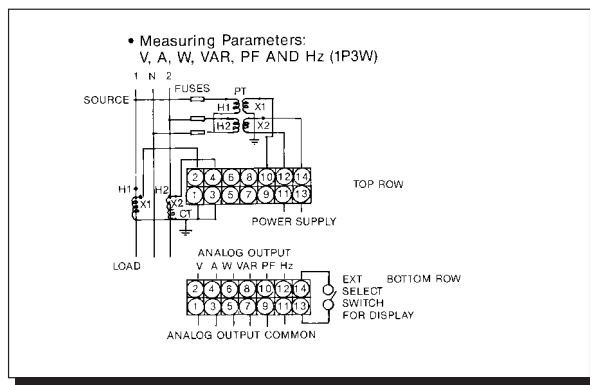 • Measuring Parameters:
V, A, W, VAR, PF AND Hz (1P3W)
1 N 2
FUSES
PT
SOURCE
H1 X1
H2 X2
2 4 6 8 10 12 14
1 3 5 7 9 11 13
TOP ROW
H1 X1
H2 X2
CT
POWER SUPPLY
LOAD
ANALOG OUTPUT
V A W VAR PF Hz
2 4 6 8 10 12 14
1 3 5 7 9 11 13
EXT
SELECT
SWITCH
FOR DISPLAY
BOTTOM ROW
ANALOG OUTPUT COMMON